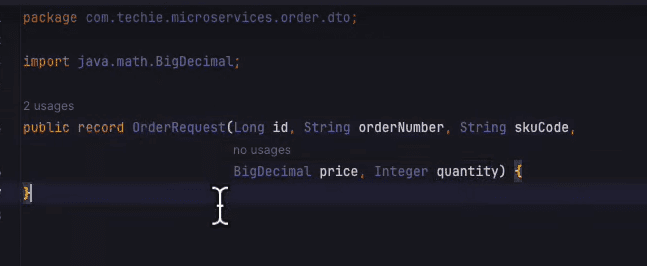 package com.techie.microservices.order.dto;
import java.math.BigDecimal;
2 usages
public record OrderRequest(Long id, String orderNumber, String skuCode,
no usages
BigDecimal price, Integer quantity) {
}